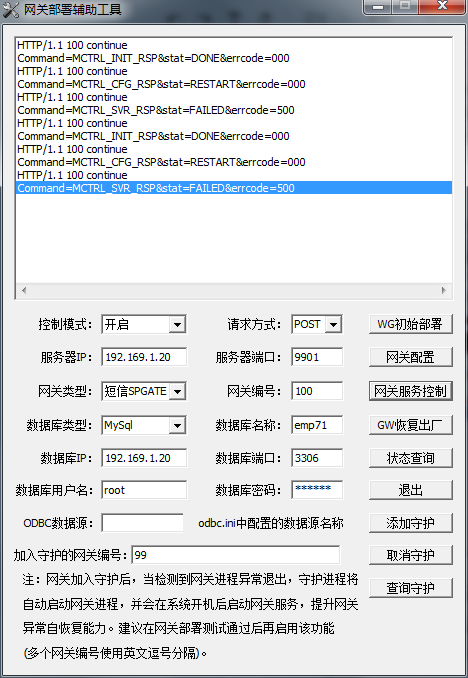 网关部署辅助工具
HTTP/1.1 100 continue
Command=MCTRL_INIT_RSP&stat=DONE&errcode=000
HTTP/1.1 100 continue
Command=MCTRL_CFG_RSP&stat=RESTART&errcode=000
HTTP/1.1 100 continue
Command=MCTRL_SVR_RSP&stat=FAILED&errcode=500
HTTP/1.1 100 continue
Command=MCTRL_INIT_RSP&stat=DONE&errcode=000
HTTP/1.1 100 continue
Command=MCTRL_CFG_RSP&stat=RESTART&errcode=000
HTTP/1.1 100 continue
Command=MCTRL_SVR_RSP&stat=FAILED&errcode=500
控制模式： 开启 请求方式： POST WG初始部署
服务器IP： 192.169.1.20 服务器端口： 9901 网关配置
网关类型： 短信SPGATE 网关编号： 100 网关服务控制
数据库类型： MySql 数据库名称： emp71 GW恢复出厂
数据库IP： 192.169.1.20 数据库端口： 3306 状态查询
数据库用户名： root 数据库密码： ****** 退出
ODBC数据源： odbc.ini中配置的数据源名称 添加守护
加入守护的网关编号： 99 取消守护
注：网关加入守护后，当检测到网关进程异常退出，守护进程将 查询守护
自动启动网关进程，并会在系统开机后启动网关服务，提升网关
异常自恢复能力。建议在网关部署测试通过后再启用该功能
(多个网关编号使用英文逗号分隔)。